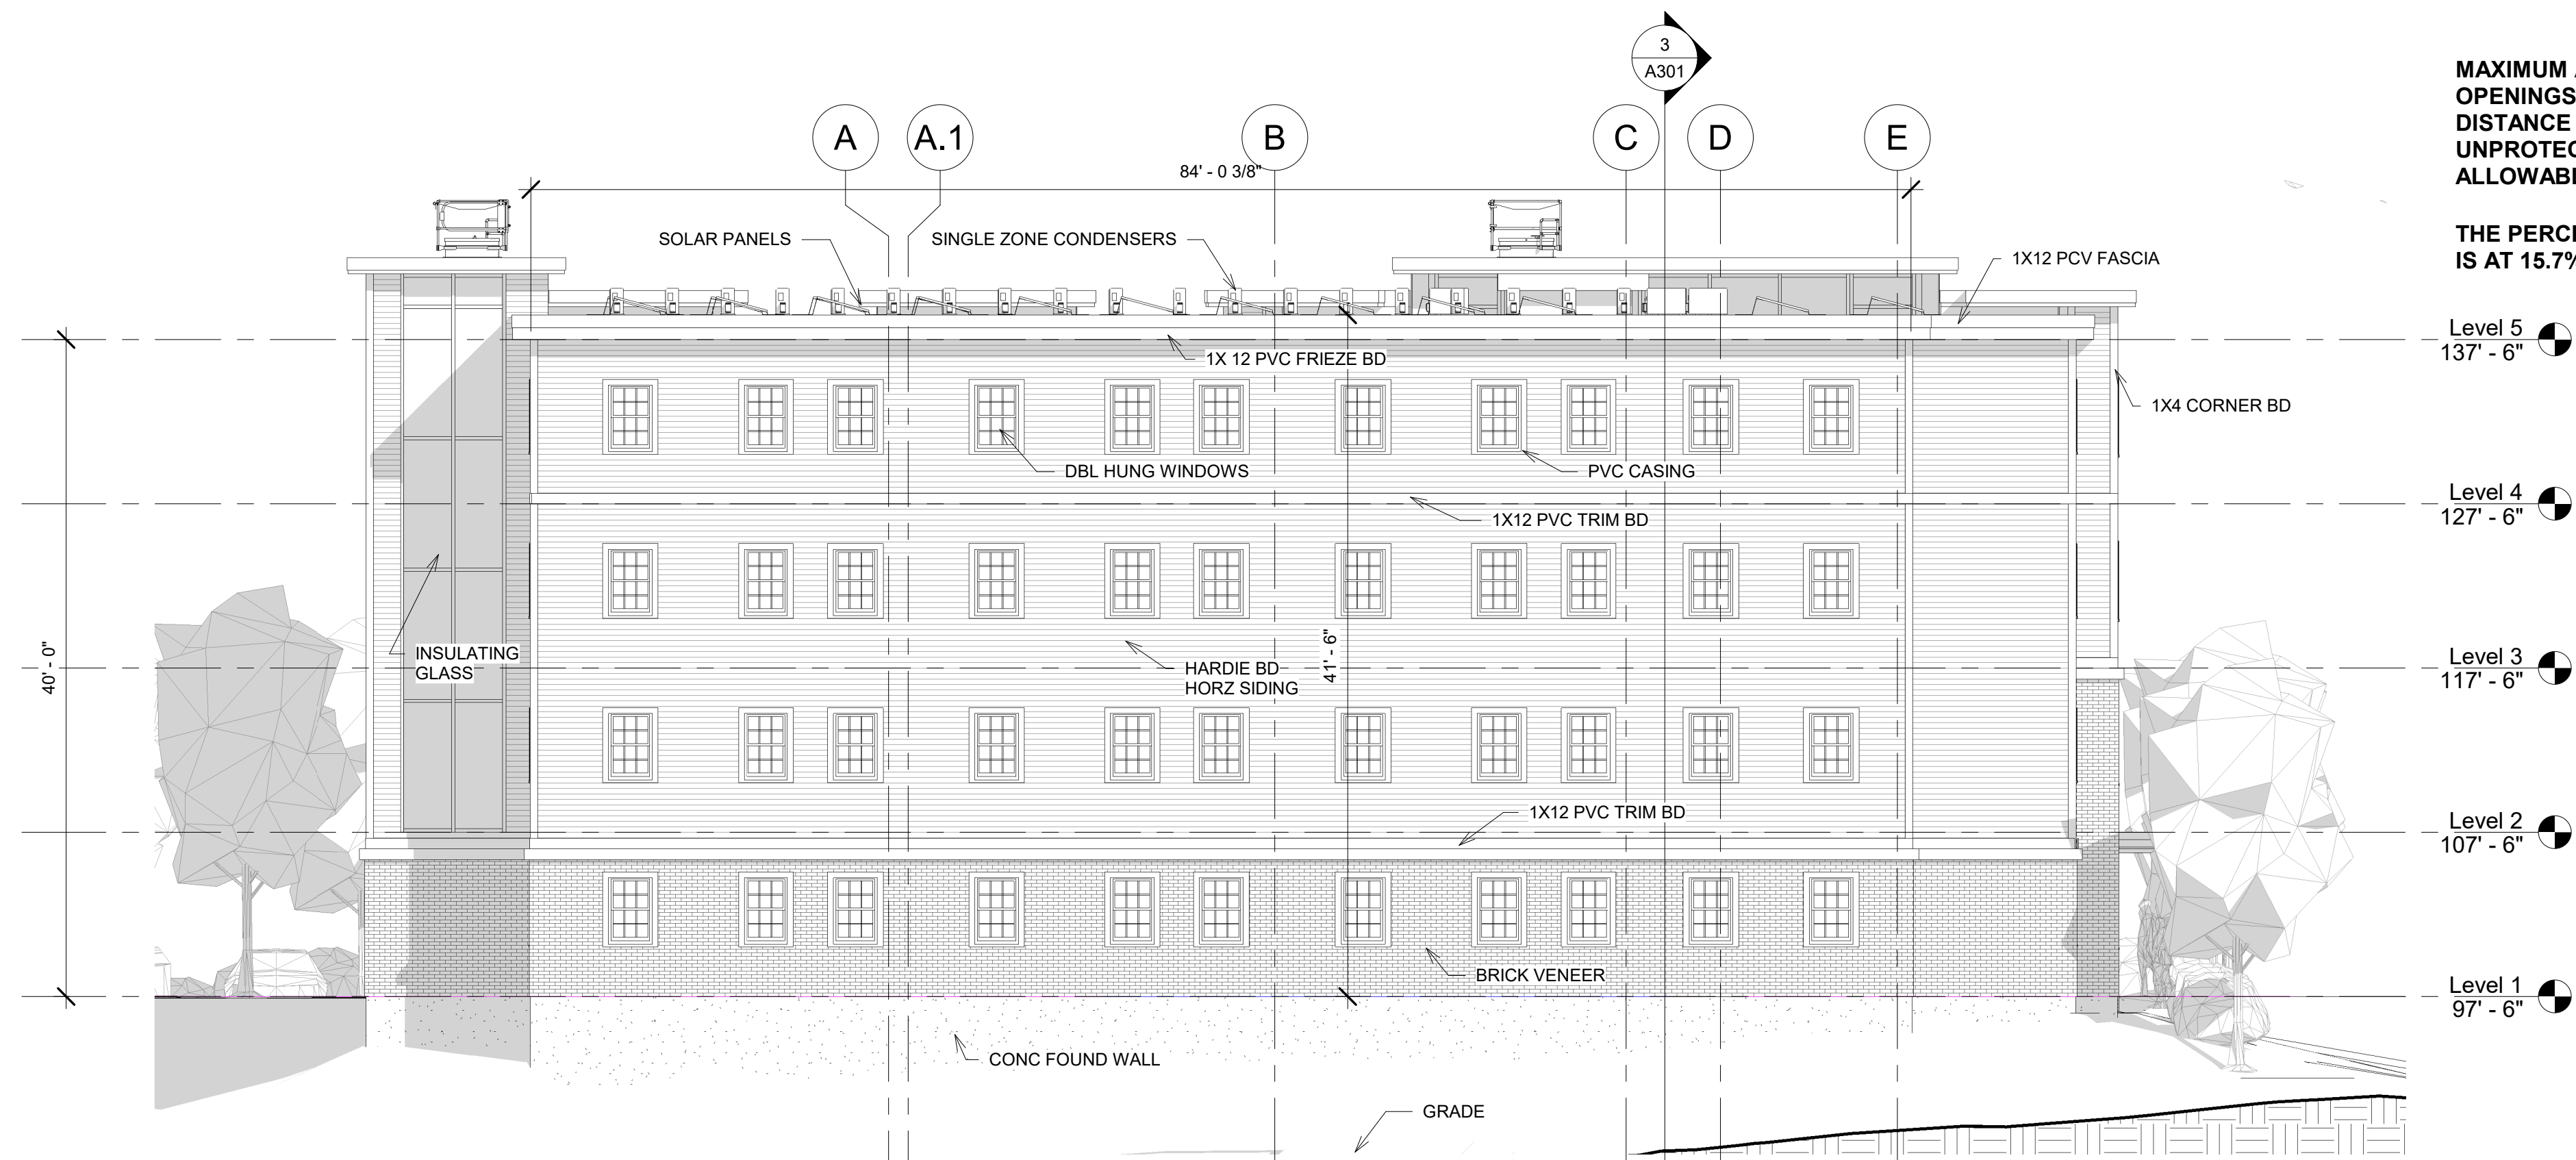 3
A301
MAXIMUM
OPENINGS
DISTANCE
THE
IS AT 15.7%
A
A.1
B
C
D
E
84' - 0 3/8"
SOLAR PANELS
SINGLE ZONE CONDENSERS
1X12 PCV FASCIA
Level 5
137' - 6"
1X 12 PVC FRIEZE BD
1X4 CORNER BD
DBL HUNG WINDOWS
PVC CASING
Level 4
127' - 6"
1X12 PVC TRIM BD
40' - 0"
INSULATING
GLASS
HARDIE BD
HORZ SIDING
41' - 6"
Level 3
117' - 6"
1X12 PVC TRIM BD
Level 2
107' - 6"
BRICK VENEER
Level 1
97' - 6"
CONC FOUND WALL
GRADE